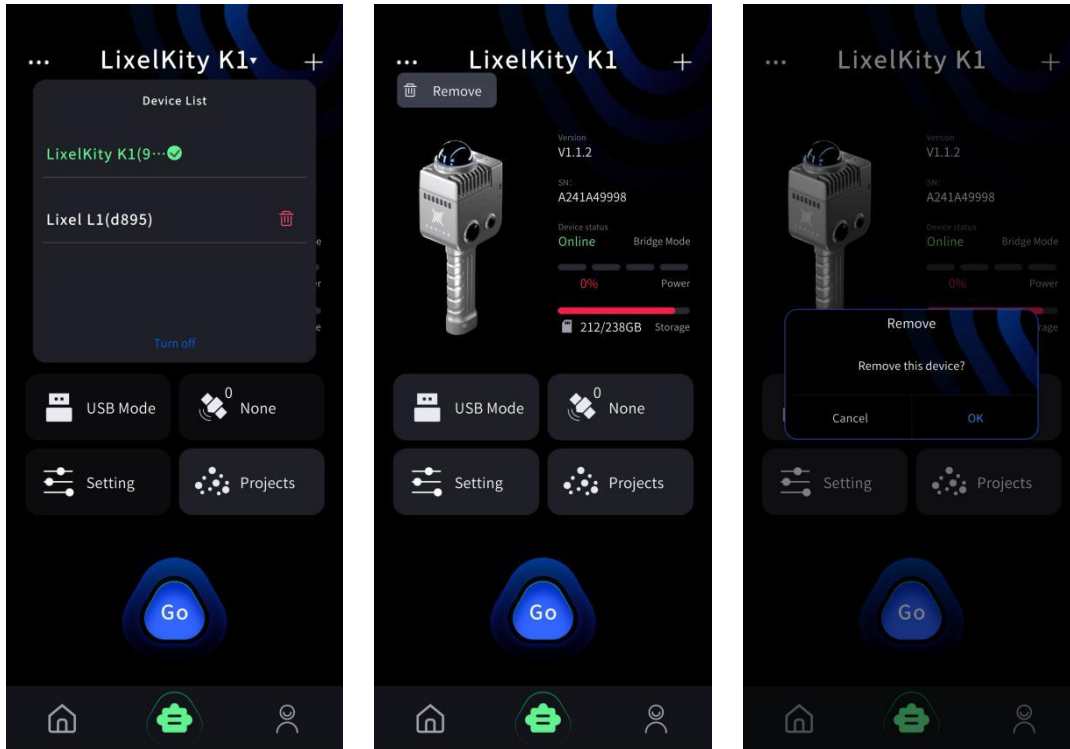 LixelKity K1
Device List
LixelKity K1(9···
Lixel L1(d895)
Turn off
USB Mode
0
None
Setting
Projects
Go
LixelKity K1
Remove
Version
V1.1.2
SN:
A241A49998
Device status
Online
Bridge Mode
0%
Power
212/238GB
Storage
USB Mode
0
None
Setting
Projects
Go
LixelKity K1
Version
V1.1.2
SN:
A241A49998
Device status
Online
Bridge Mode
0%
Power
Remove
Remove this device?
Cancel
OK
Setting
Projects
Go